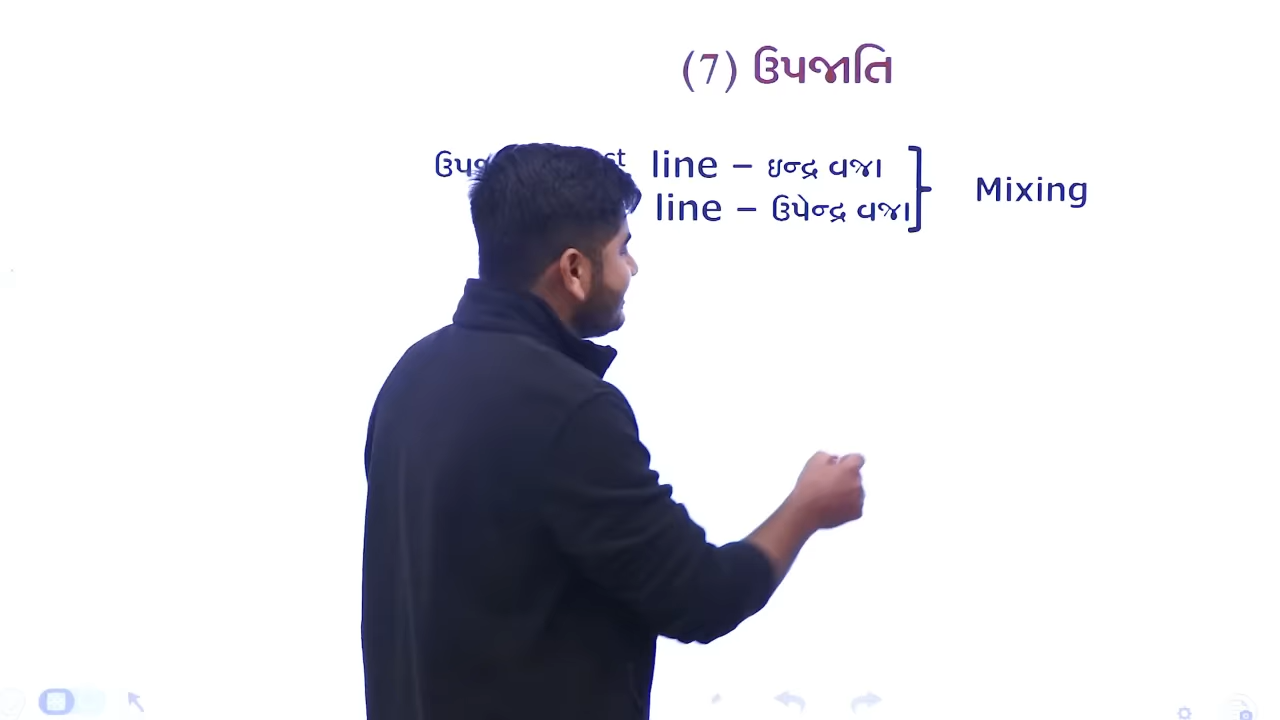 (7) ઉપજાતિ
line – ઇન્દ્ર વજા
line – ઉપેન્દ્ર વજા
Mixing